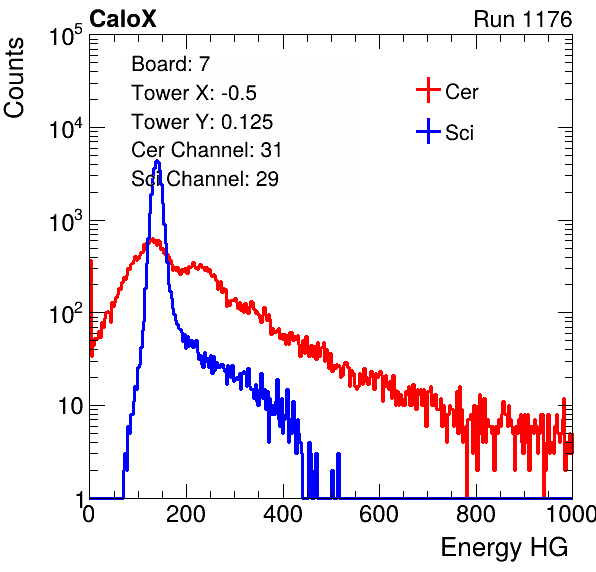 CaloX Run 1176
Counts
10^5
10^4
10^3
10^2
10
1
Board: 7
Tower X: -0.5
Tower Y: 0.125
Cer Channel: 31
Sci Channel: 29
Cer
Sci
0 200 400 600 800 1000
Energy HG